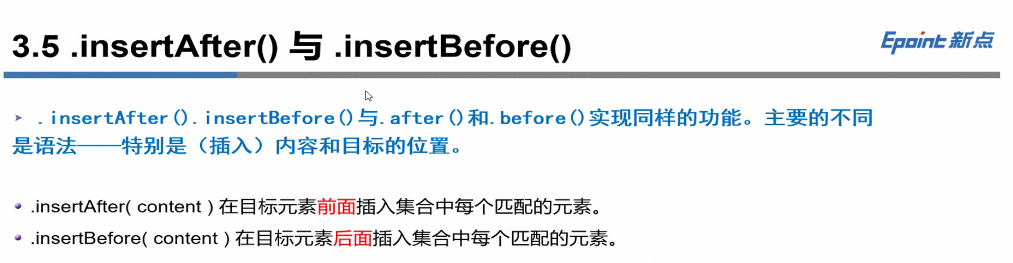 3.5 .insertAfter() 与 .insertBefore()
Epoint 新点
.insertAfter().insertBefore()与.after()和.before()实现同样的功能。主要的不同
是语法——特别是（插入）内容和目标的位置。
.insertAfter( content ) 在目标元素前面插入集合中每个匹配的元素。
.insertBefore( content ) 在目标元素后面插入集合中每个匹配的元素。